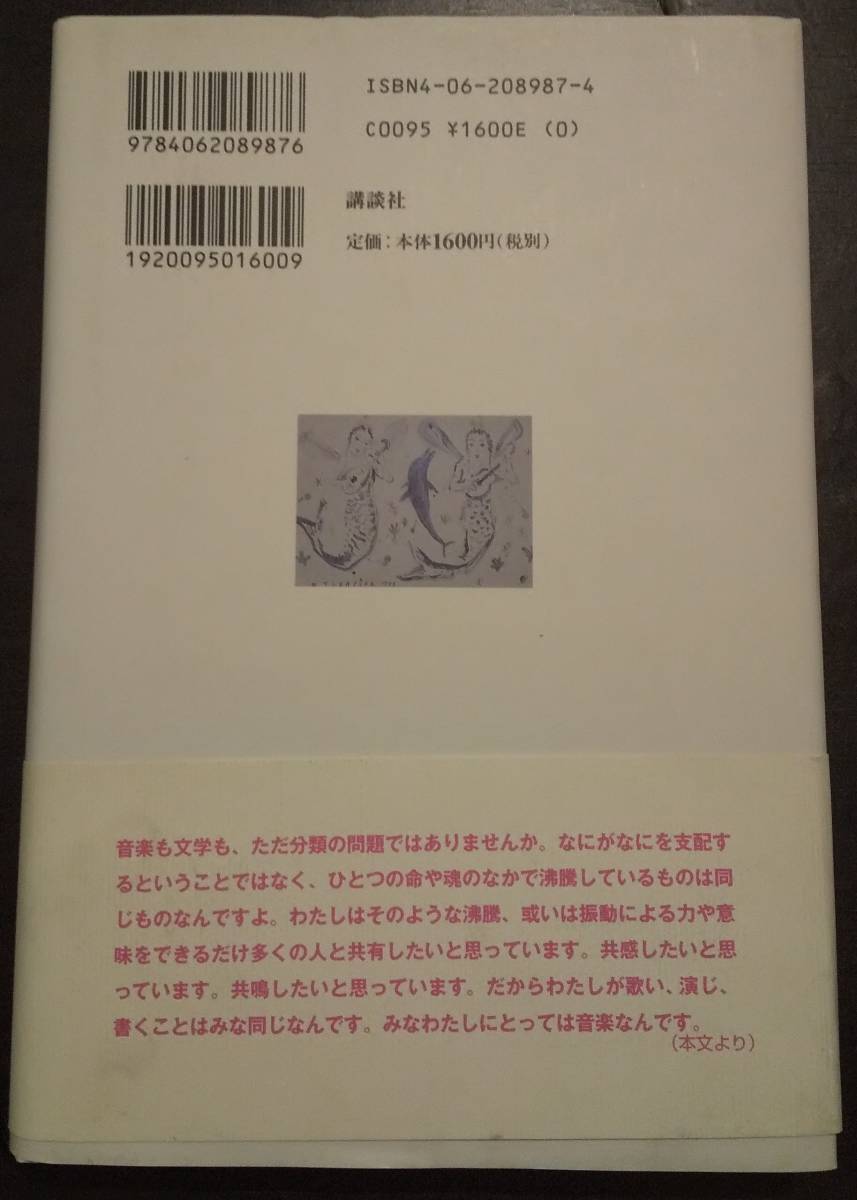 ISBN4-06-208987-4
9784062089876
C0095 ¥1600E (0)
講談社
1920095016009
定価：本体1600円（税別）
音楽も文学も、ただ分類の問題ではありませんか。なにがなにを支配す
るということではなく、ひとつの命や魂のなかで沸騰しているものは同
じものなんですよ。わたしはそのような沸騰、或いは振動による力や意
味をできるだけ多くの人と共有したいと思っています。共感したいと思
っています。共鳴したいと思っています。だからわたしが歌い、演じ、
書くことはみな同じなんです。みなわたしにとっては音楽なんです。
（本文より）